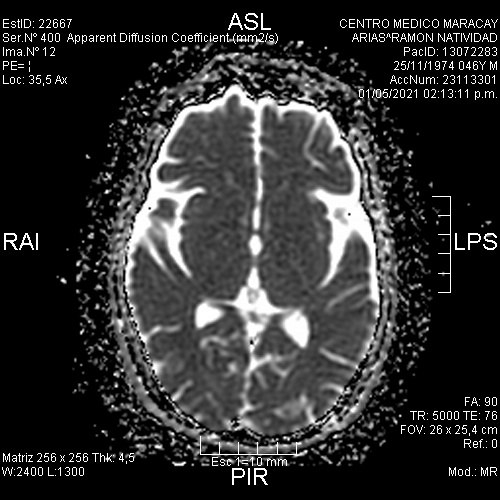 ASL
EstID: 22667
Ser.Nº 400 Apparent Diffusion Coefficient (mm2/s)
Ima.Nº 12
PE= ¦
Loc: 35,5 Ax
CENTRO MEDICO MARACAY
ARIAS^RAMON NATIVIDAD
PacID: 13072283
25/11/1974 046Y M
AccNum: 23113301
01/05/2021 02:13:11 p.m.
RAI
LPS
FA: 90
TR: 5000 TE: 76
FOV: 26 x 25,4 cm
Ref.: 0
Matriz 256 x 256 Thk: 4,5
W:2400 L:1300
Esc 1=10 mm
PIR
Mod.: MR